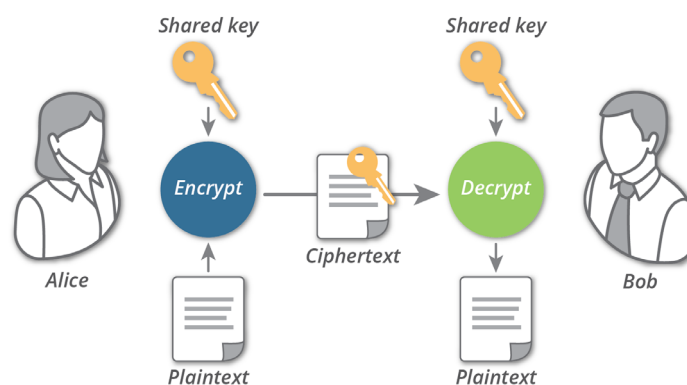 Shared key
Shared key
Encrypt
Decrypt
Ciphertext
Alice
Bob
Plaintext
Plaintext